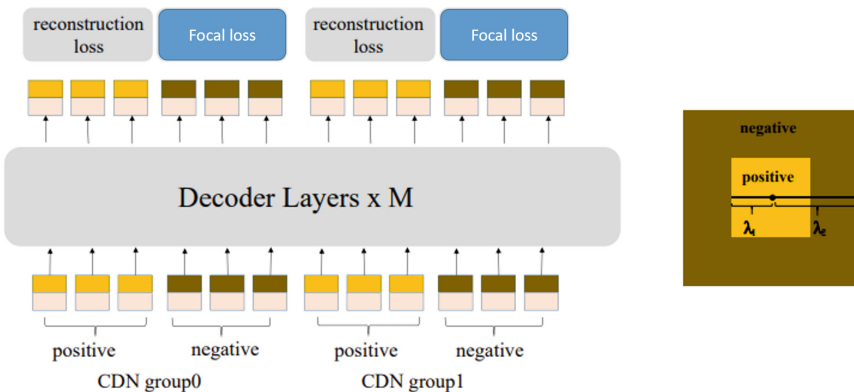 reconstruction
loss
Focal loss
reconstruction
loss
Focal loss
Decoder Layers x M
positive
negative
positive
negative
CDN group0
CDN group1
negative
positive
λ₁
λ₂